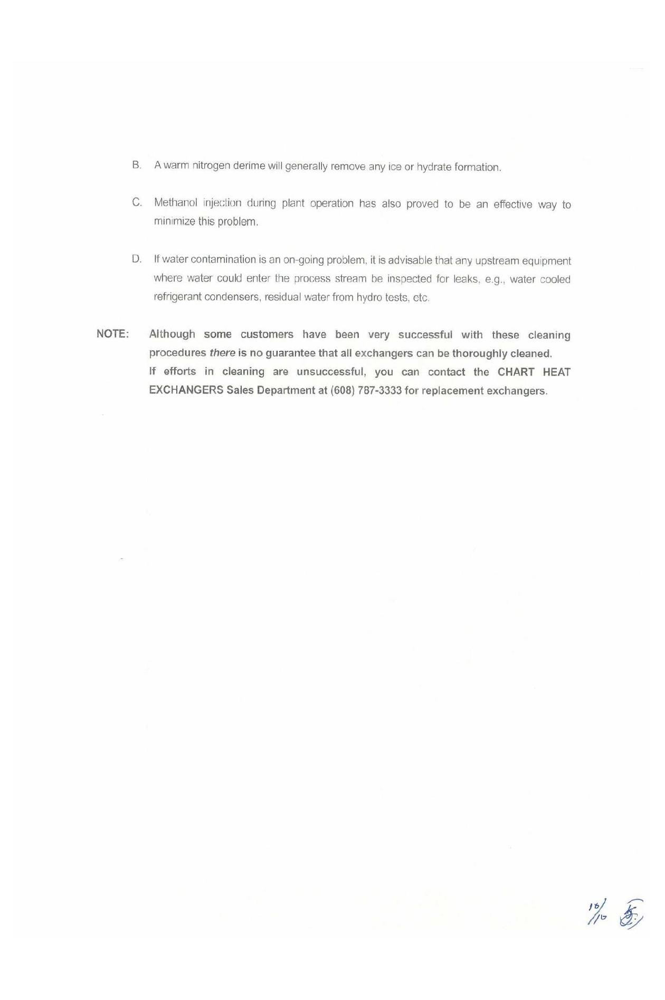 B. A warm nitrogen derime will generally remove any ice or hydrate formation.
C. Methanol injection during plant operation has also proved to be an effective way to
minimize this problem.
D. If water contamination is an on-going problem, it is advisable that any upstream equipment
where water could enter the process stream be inspected for leaks, e.g., water cooled
refrigerant condensers, residual water from hydro tests, etc.
NOTE: Although some customers have been very successful with these cleaning
procedures there is no guarantee that all exchangers can be thoroughly cleaned.
If efforts in cleaning are unsuccessful, you can contact the CHART HEAT
EXCHANGERS Sales Department at (608) 787-3333 for replacement exchangers.
10/10